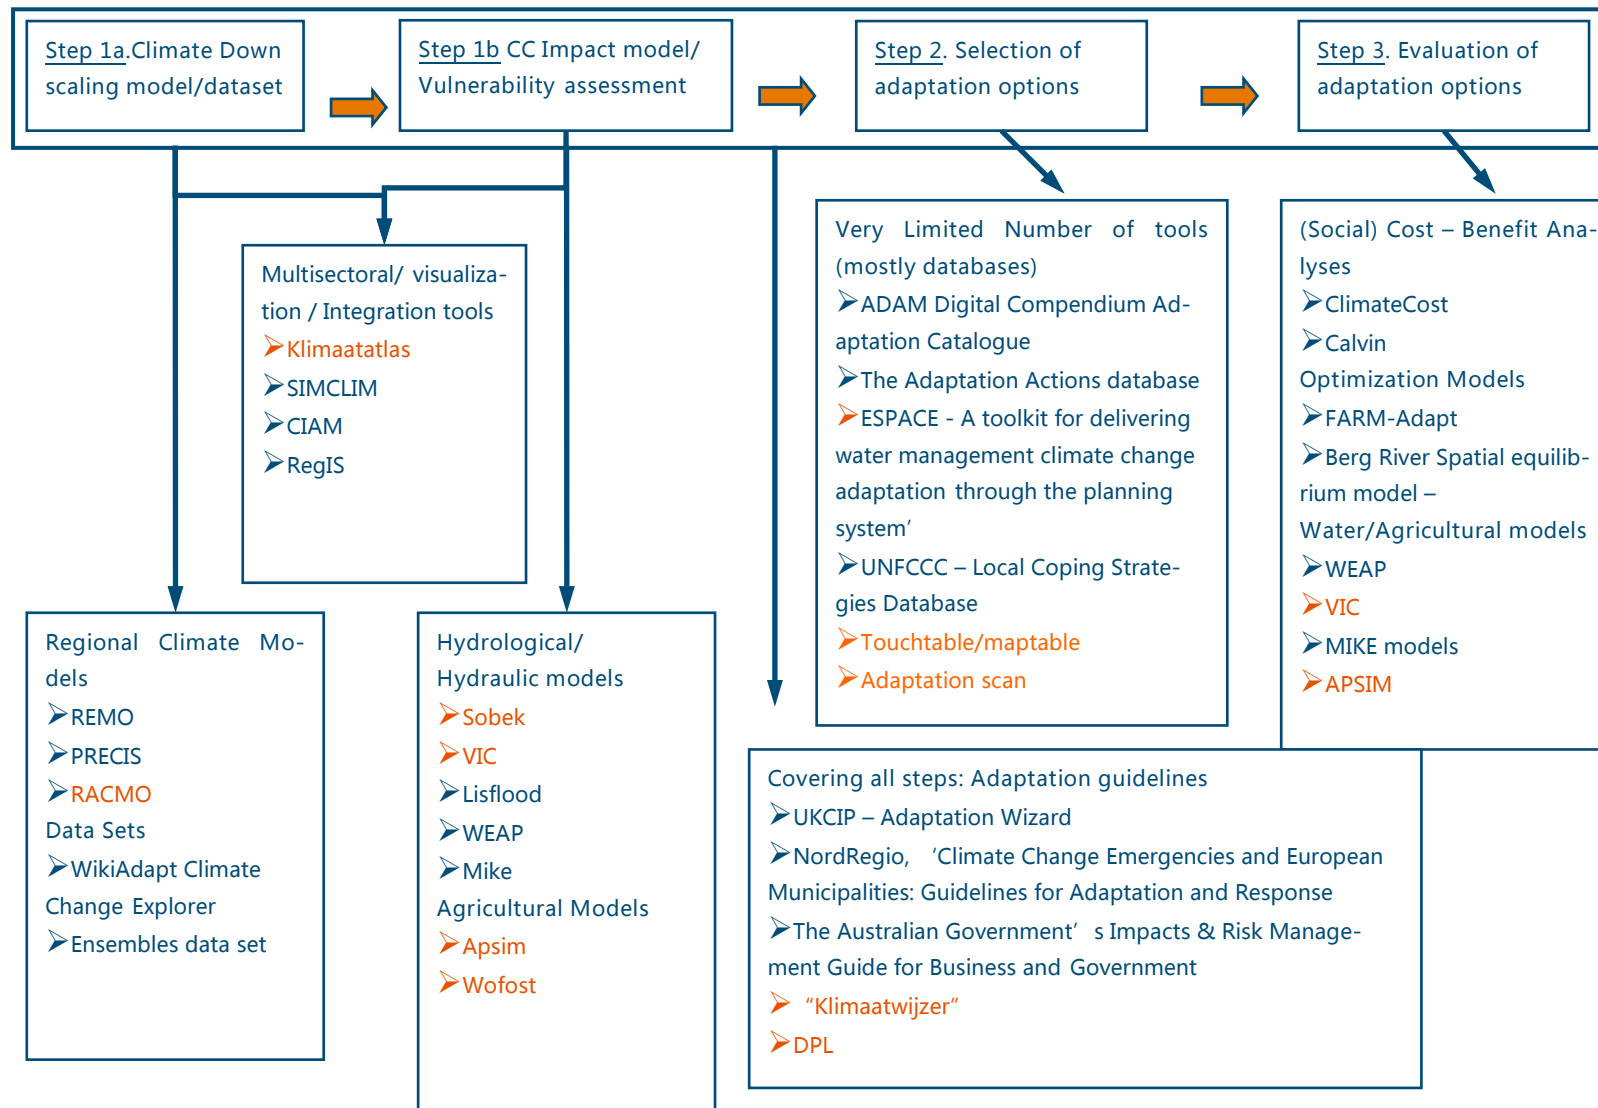 Step 1a.Climate Down
scaling model/dataset
Step 1b CC Impact model/
Vulnerability assessment
Step 2. Selection of
adaptation options
Step 3. Evaluation of
adaptation options
Multisectoral/ visualiza-
tion / Integration tools
➢Klimaatatlas
➢SIMCLIM
➢CIAM
➢RegIS
Very Limited Number of tools
(mostly databases)
➢ADAM Digital Compendium Ad-
aptation Catalogue
➢The Adaptation Actions database
➢ESPACE - A toolkit for delivering
water management climate change
adaptation through the planning
system’
➢UNFCCC – Local Coping Strate-
gies Database
➢Touchtable/maptable
➢Adaptation scan
(Social) Cost – Benefit Ana-
lyses
➢ClimateCost
➢Calvin
Optimization Models
➢FARM-Adapt
➢Berg River Spatial equilib-
rium model –
Water/Agricultural models
➢WEAP
➢VIC
➢MIKE models
➢APSIM
Regional Climate Mo-
dels
➢REMO
➢PRECIS
➢RACMO
Data Sets
➢WikiAdapt Climate
Change Explorer
➢Ensembles data set
Hydrological/
Hydraulic models
➢Sobek
➢VIC
➢Lisflood
➢WEAP
➢Mike
Agricultural Models
➢Apsim
➢Wofost
Covering all steps: Adaptation guidelines
➢UKCIP – Adaptation Wizard
➢NordRegio, ‘Climate Change Emergencies and European
Municipalities: Guidelines for Adaptation and Response
➢The Australian Government’ s Impacts & Risk Manage-
ment Guide for Business and Government
➢ “Klimaatwijzer”
➢DPL